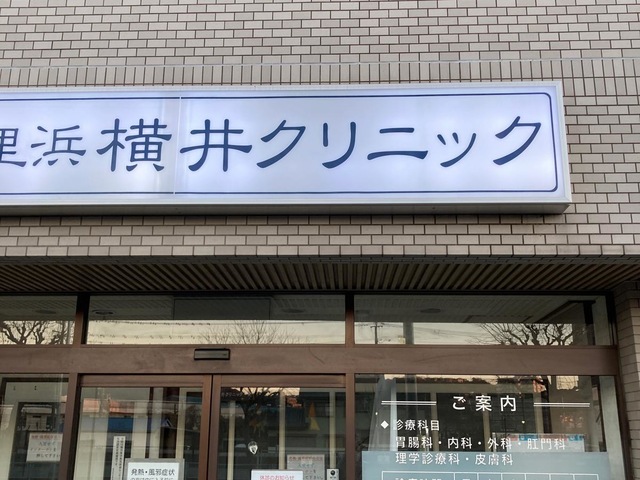 浜横井クリニック
ご案内
◆診療科目
胃腸科・内科・外科・肛門科
理学診療科・皮膚科
発熱・風邪症状